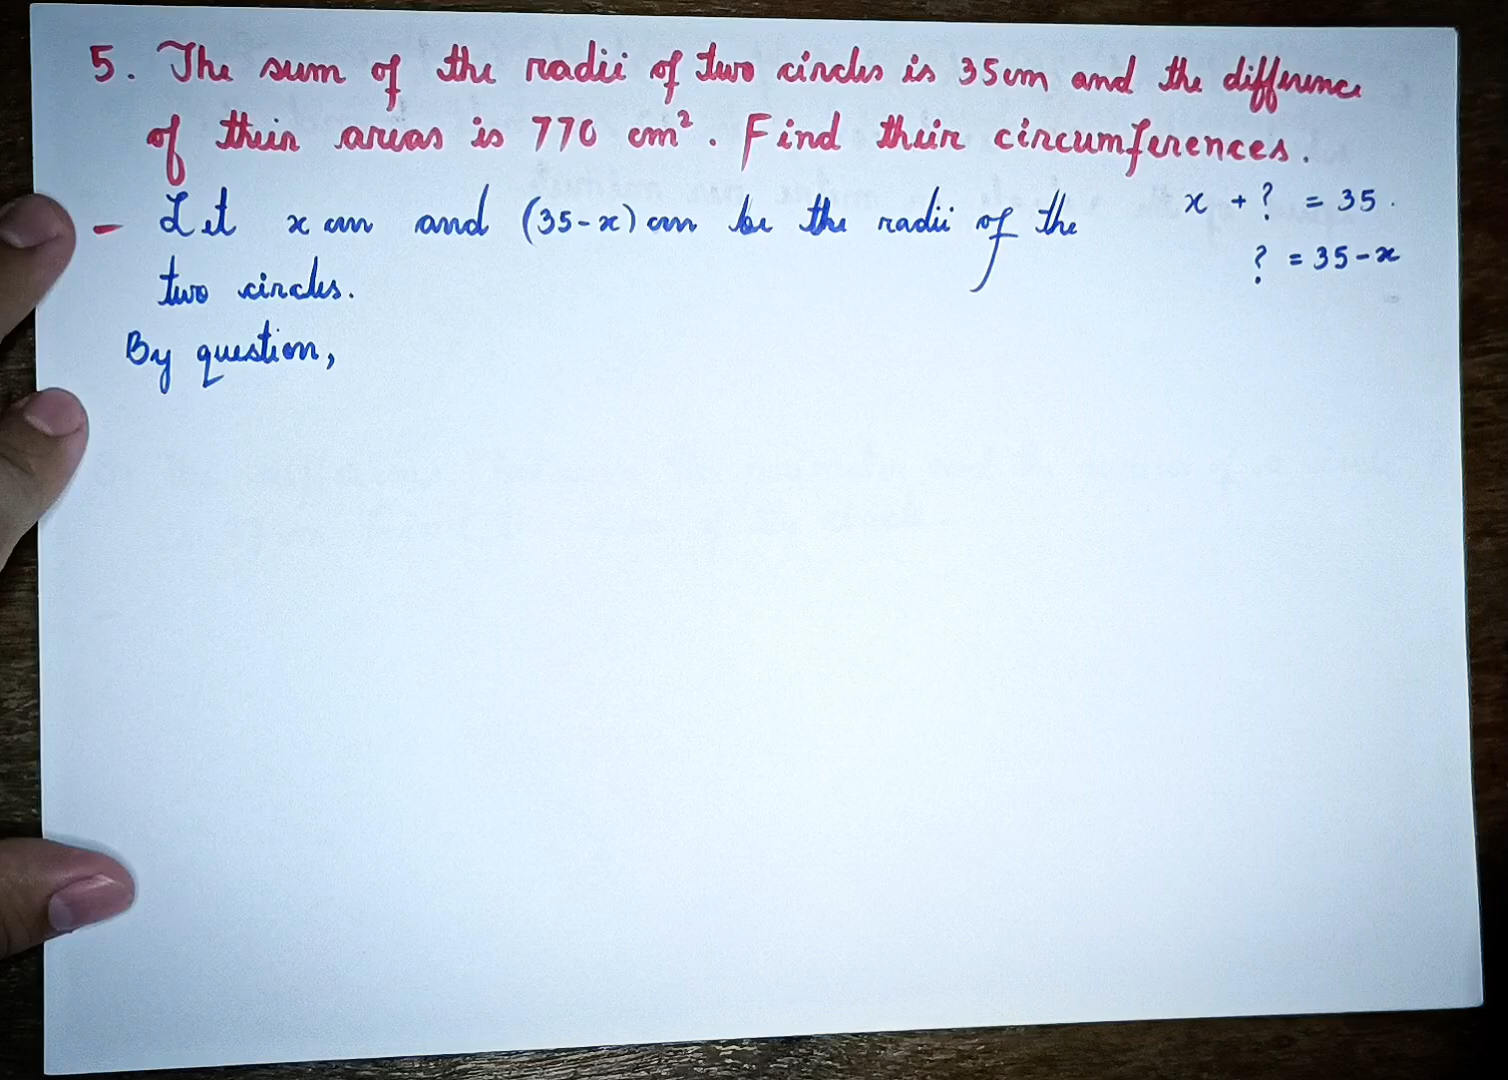 5. The sum of the radii of two circles is 35cm and the difference
of their areas is 770 cm². Find their circumferences.
- Let x cm and (35-x) cm be the radii of the
two circles.
x + ? = 35.
? = 35-x
By question,